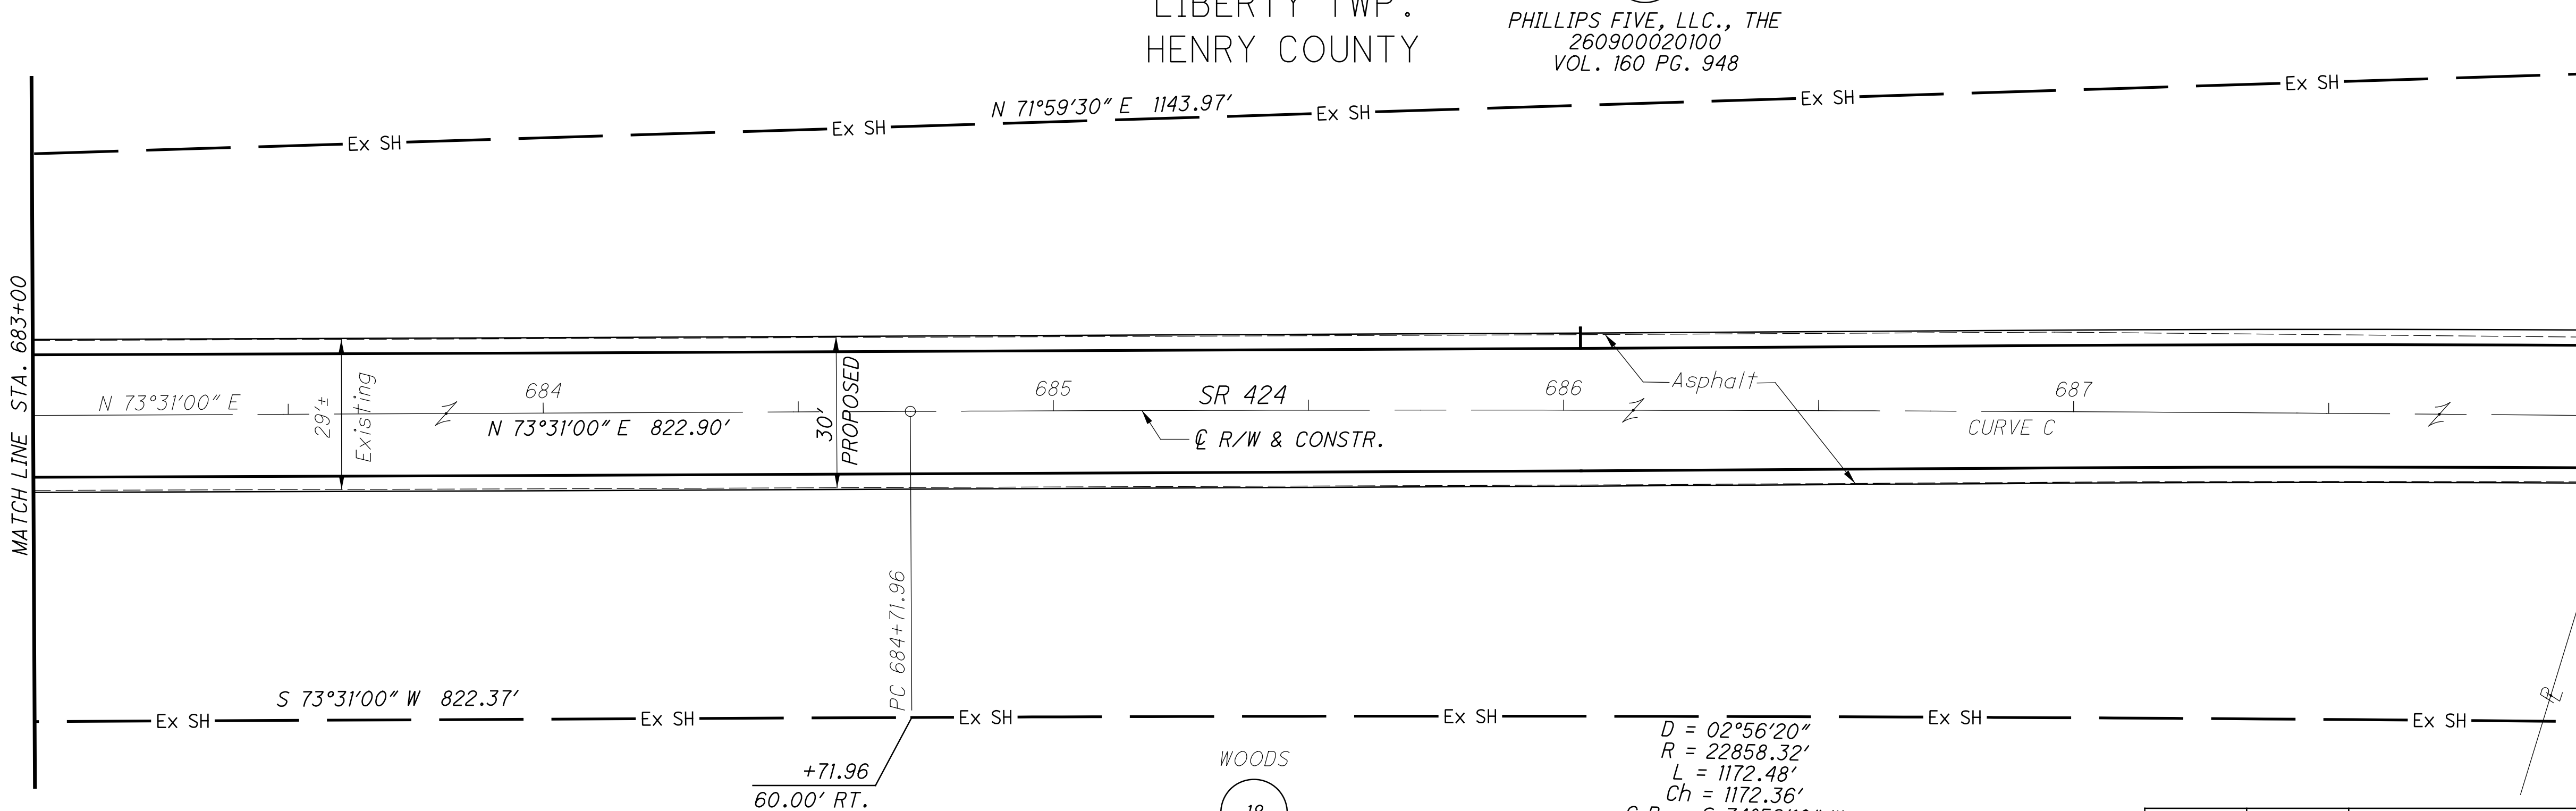 LIBERTY TWP.
HENRY COUNTY
PHILLIPS FIVE, LLC., THE
260900020100
VOL. 160 PG. 948
N 71°59'30" E 1143.97'
Ex SH
Ex SH
Ex SH
Ex SH
Ex SH
MATCH LINE STA. 683+00
N 73°31'00" E
29'±
Existing
684
N 73°31'00" E 822.90'
30'
PROPOSED
685
SR 424
℄ R/W & CONSTR.
686
Asphalt
687
CURVE C
PC 684+71.96
S 73°31'00" W 822.37'
Ex SH
Ex SH
Ex SH
Ex SH
Ex SH
Ex SH
PL
+71.96
60.00' RT.
WOODS
19
D = 02°56'20"
R = 22858.32'
L = 1172.48'
Ch = 1172.36'